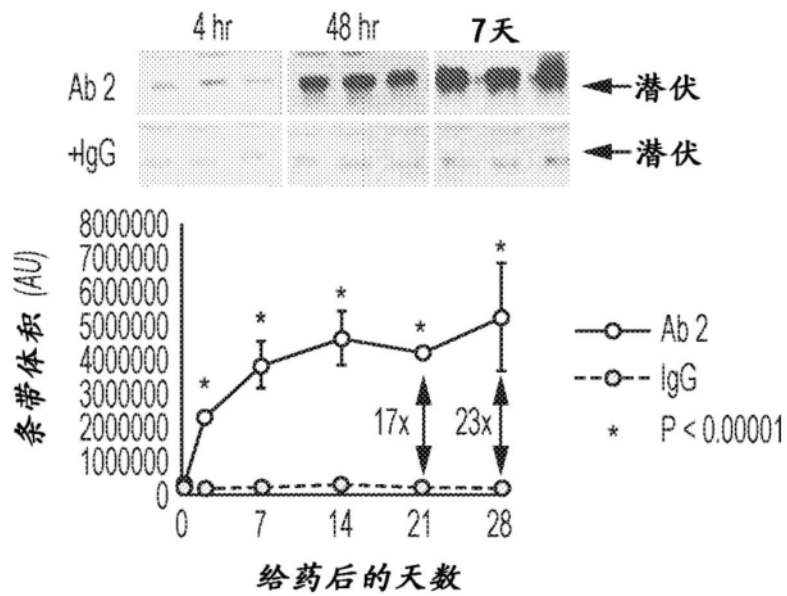 4 hr 48 hr 7天
Ab 2 潜伏
+IgG 潜伏
8000000
7000000
6000000
5000000
4000000
3000000
2000000
1000000
0
条带体积 (AU)
* * * * *
17x 23x
Ab 2
IgG
* P < 0.00001
0 7 14 21 28
给药后的天数